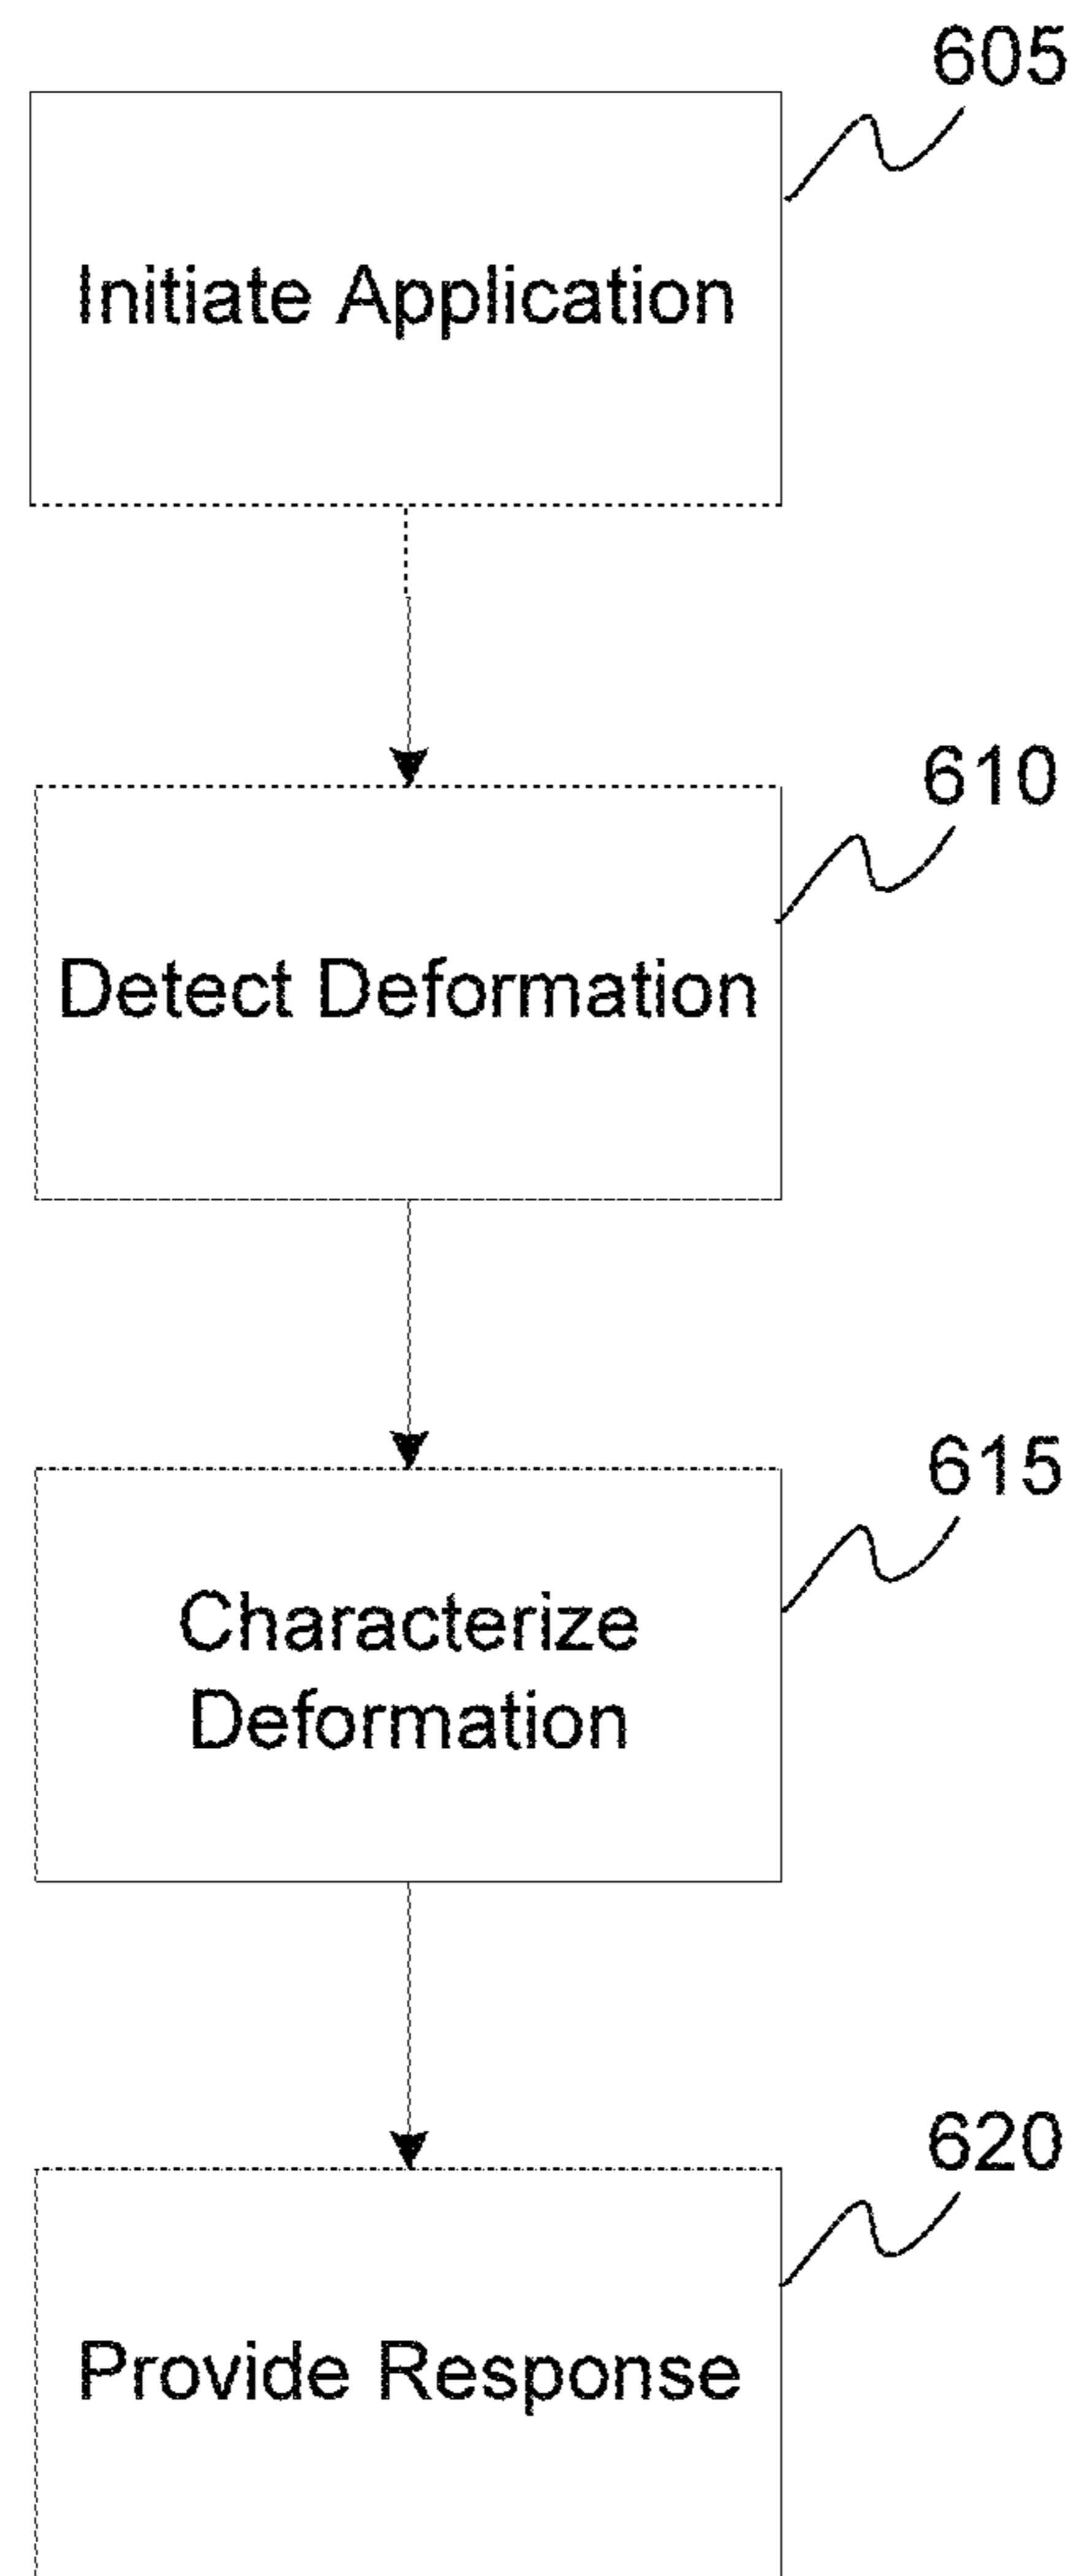 605
Initiate Application
610
Detect Deformation
615
Characterize
Deformation
620
Provide Response